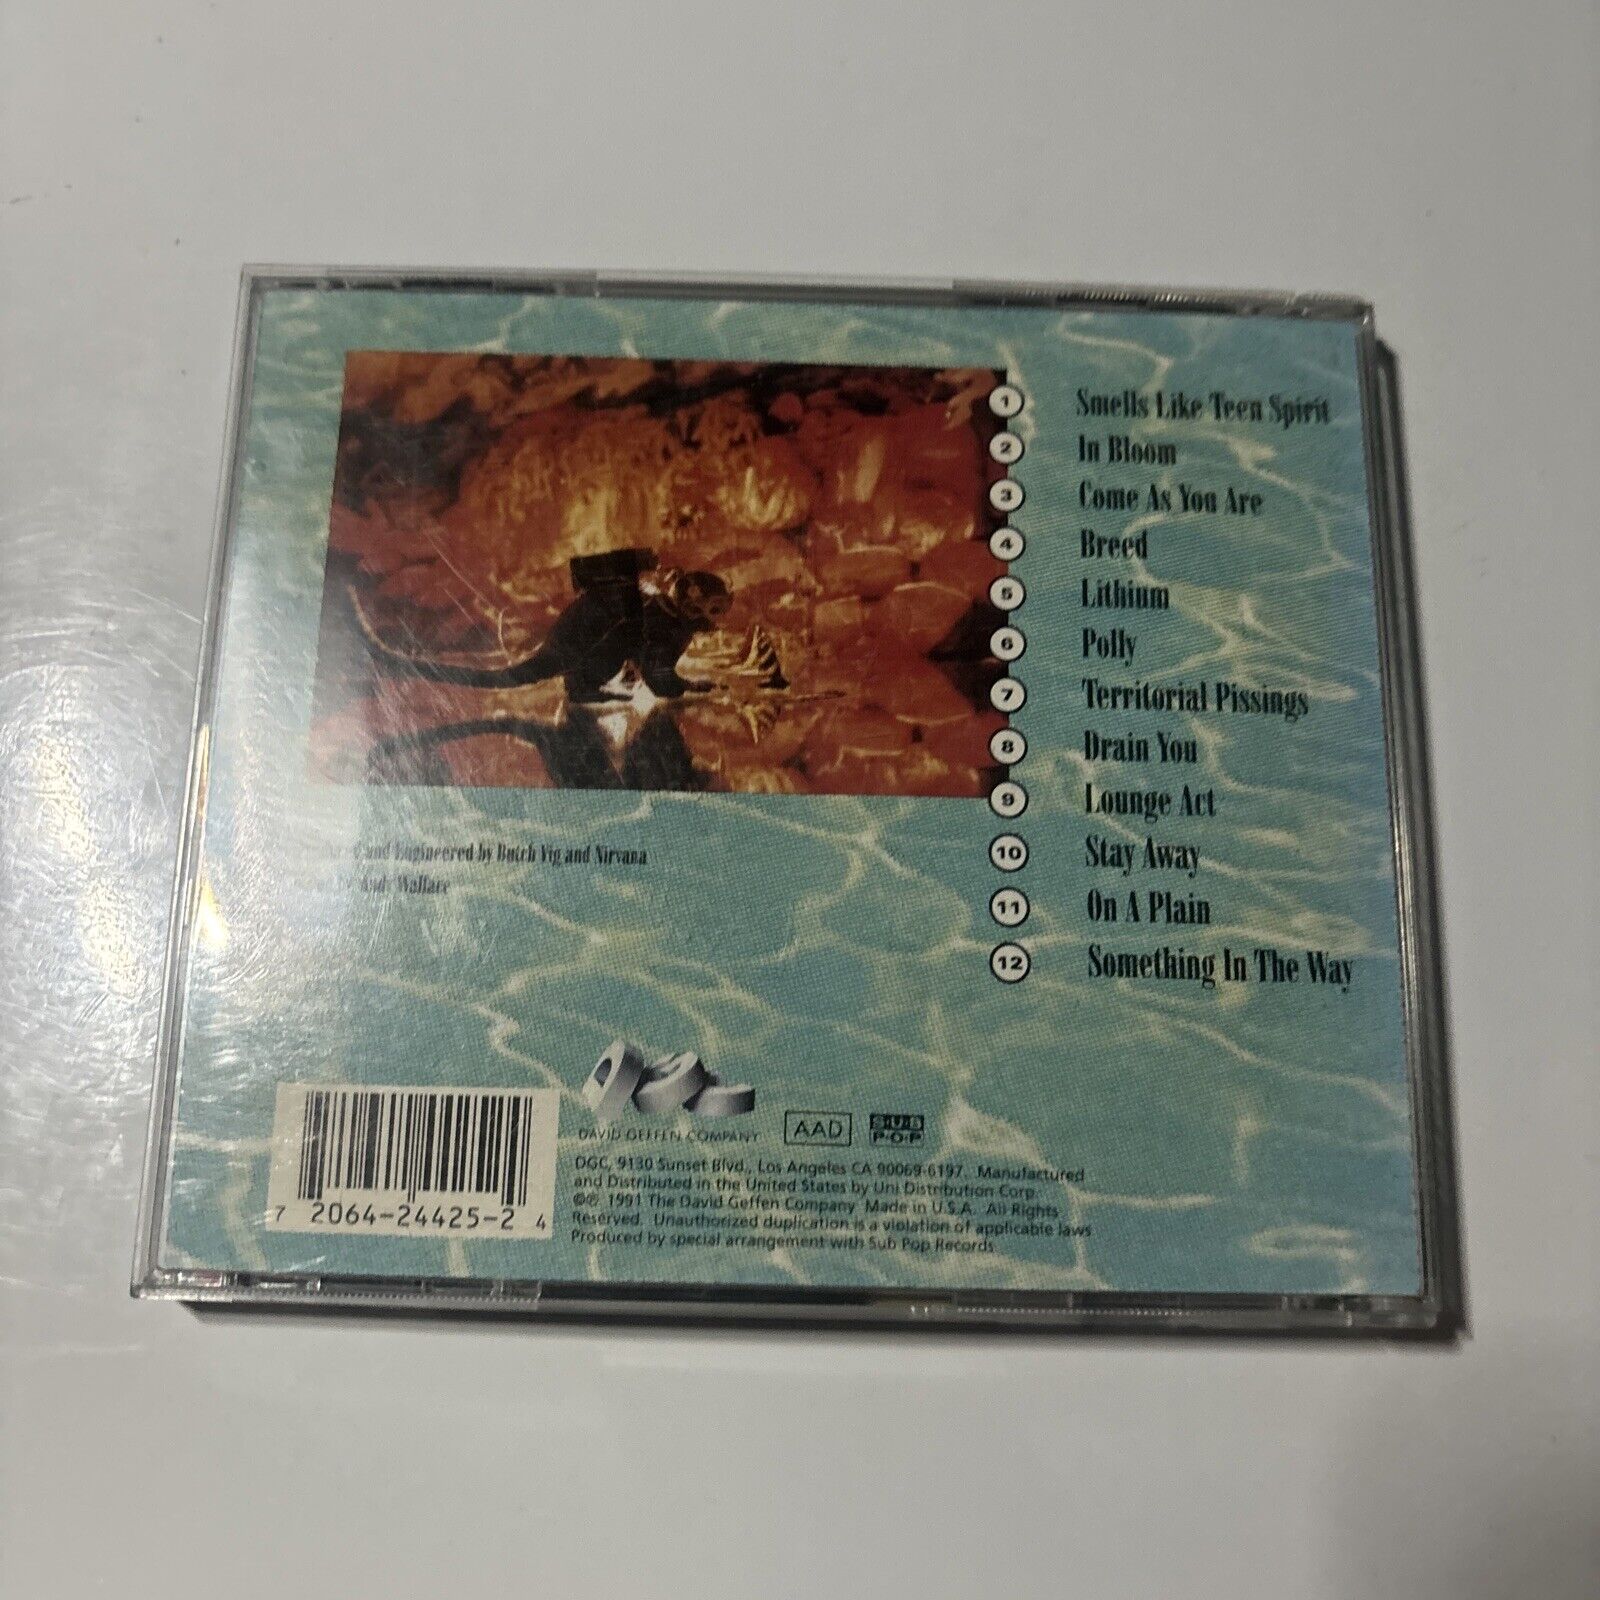 1 Smells Like Teen Spirit
2 In Bloom
3 Come As You Are
4 Breed
5 Lithium
6 Polly
7 Territorial Pissings
8 Drain You
9 Lounge Act
10 Stay Away
11 On A Plain
12 Something In The Way
and Engineered by Butch Vig and Nirvana
by Andy Wallace
DAVID GEFFEN COMPANY
AAD
SUB
POP
DGC, 9130 Sunset Blvd., Los Angeles CA 90069-6197. Manufactured
and Distributed in the United States by Uni Distribution Corp.
©℗ 1991 The David Geffen Company Made in U.S.A. All Rights
Reserved. Unauthorized duplication is a violation of applicable laws
Produced by special arrangement with Sub Pop Records
7 2064-24425-2 4